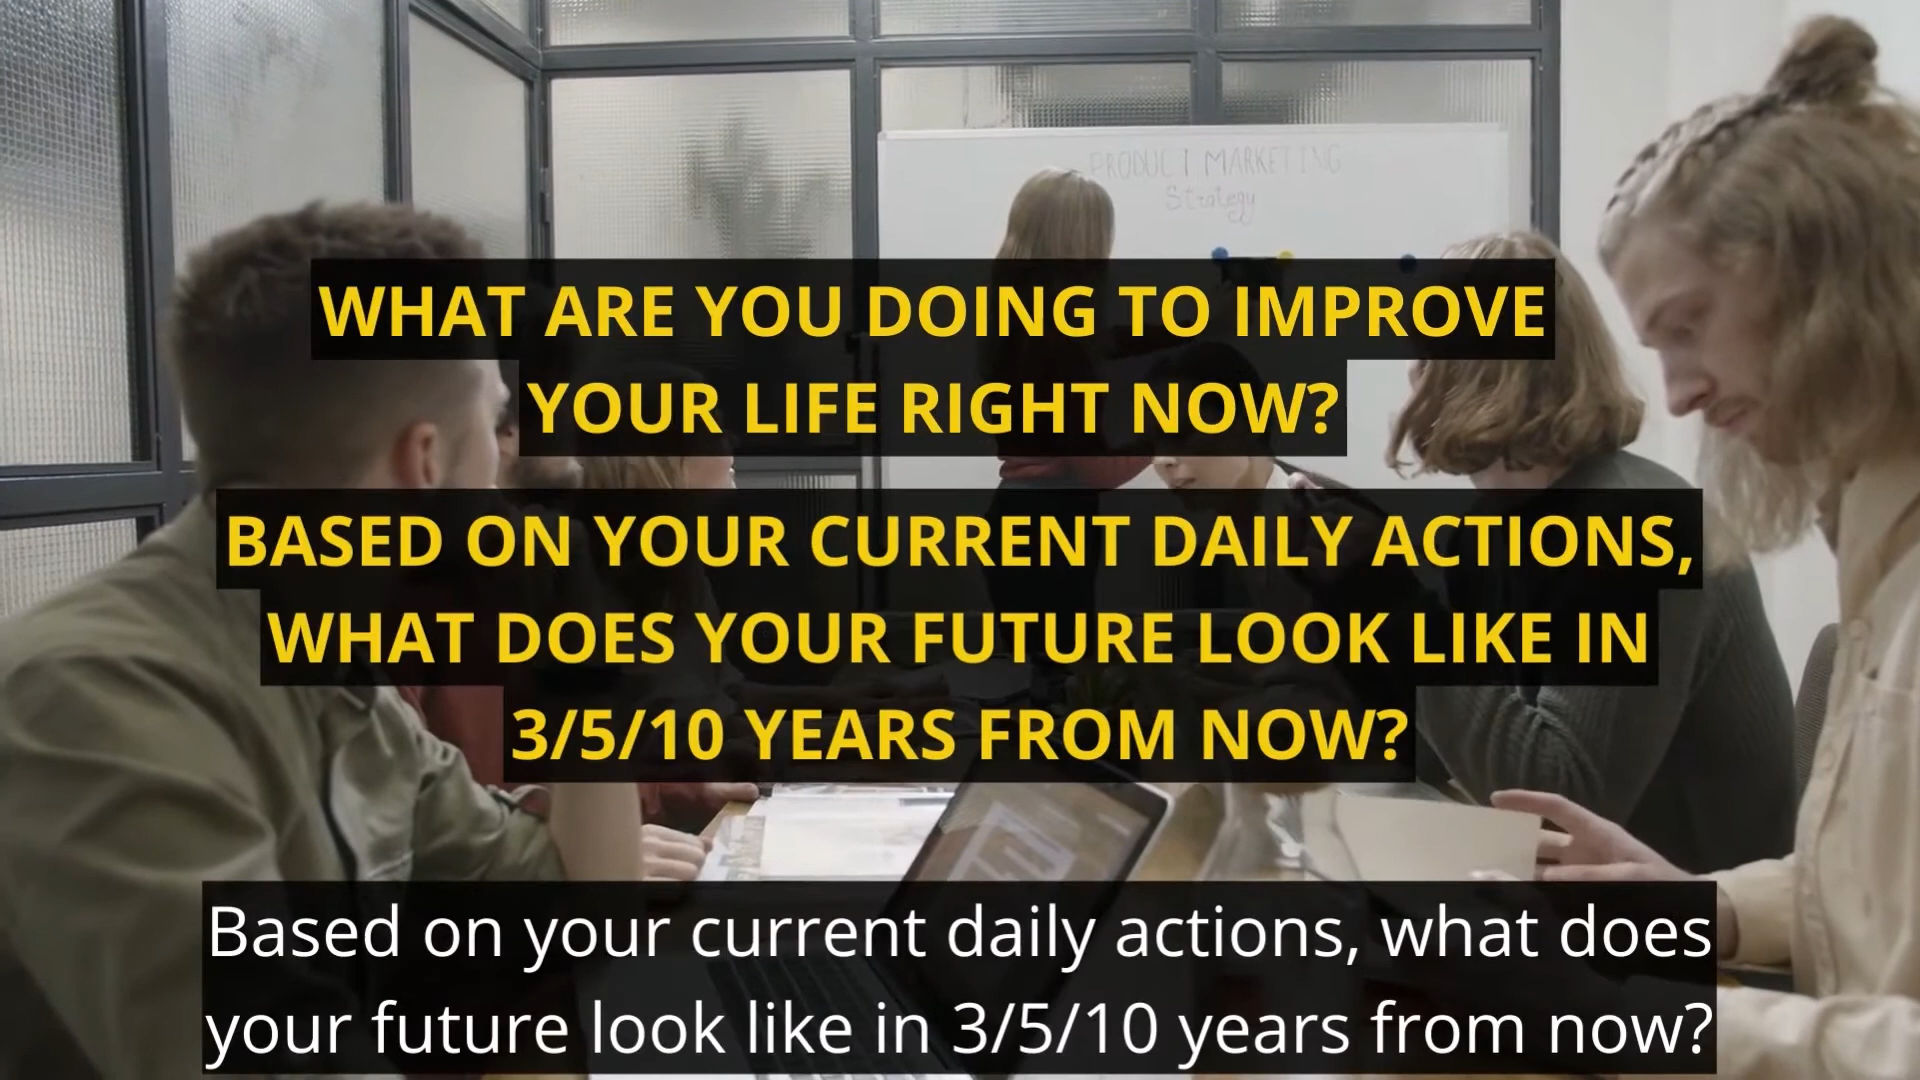 PRODUCT MARKETING
Strategy
WHAT ARE YOU DOING TO IMPROVE
YOUR LIFE RIGHT NOW?
BASED ON YOUR CURRENT DAILY ACTIONS,
WHAT DOES YOUR FUTURE LOOK LIKE IN
3/5/10 YEARS FROM NOW?
Based on your current daily actions, what does
your future look like in 3/5/10 years from now?